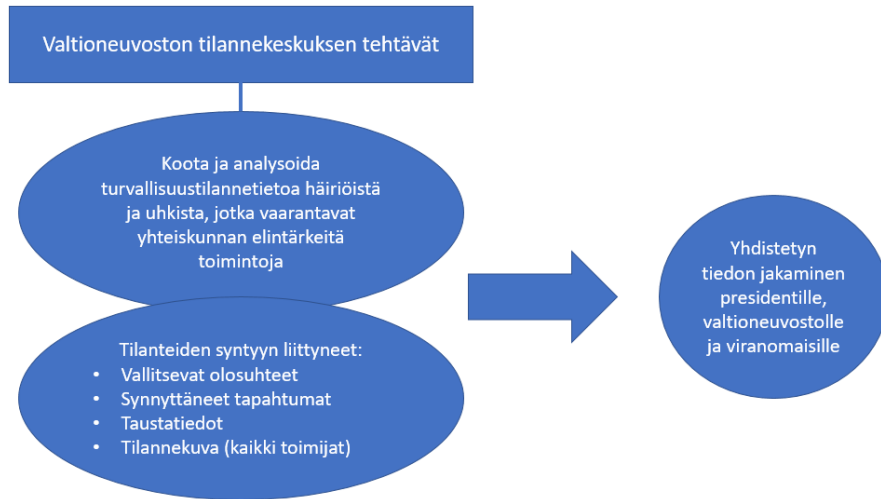 Valtioneuvoston tilannekeskuksen tehtävät
Koota ja analysoida
turvallisuustilannetietoa häiriöistä
ja uhkista, jotka vaarantavat
yhteiskunnan elintärkeitä
toimintoja
Tilanteiden syntyyn liittyneet:
• Vallitsevat olosuhteet
• Synnyttäneet tapahtumat
• Taustatiedot
• Tilannekuva (kaikki toimijat)
Yhdistetyn
tiedon jakaminen
presidentille,
valtioneuvostolle
ja viranomaisille